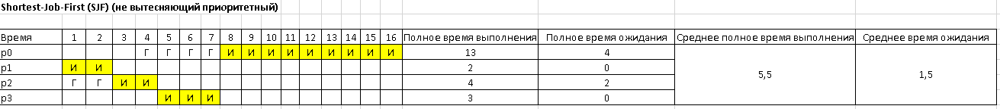 Shortest-Job-First (SJF) (не вытесняющий приоритетный)
Время 1 2 3 4 5 6 7 8 9 10 11 12 13 14 15 16 Полное время выполнения Полное время ожидания Среднее полное время выполнения Среднее время ожидания
p0 Г Г Г Г И И И И И И И И И 13 4
p1 И И 2 0
5,5 1,5
p2 Г Г И И 4 2
p3 И И И 3 0